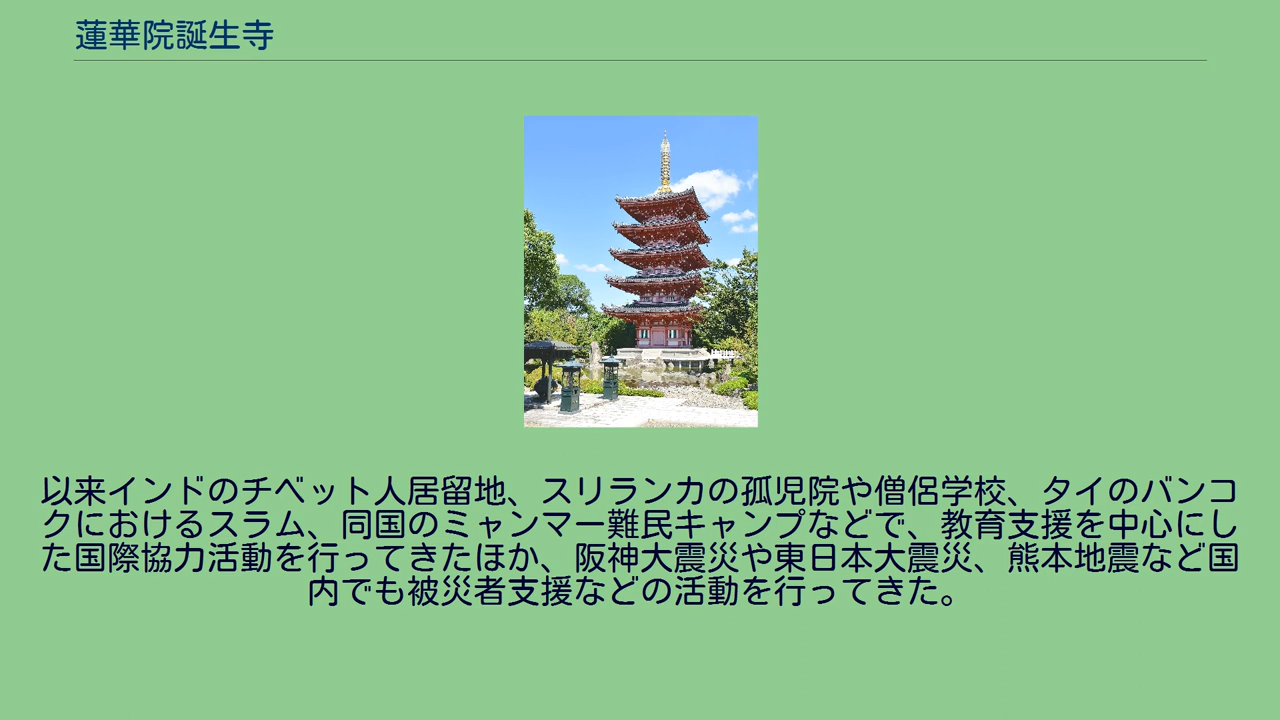 蓮華院誕生寺
以来インドのチベット人居留地、スリランカの孤児院や僧侶学校、タイのバンコ
クにおけるスラム、同国のミャンマー難民キャンプなどで、教育支援を中心にし
た国際協力活動を行ってきたほか、阪神大震災や東日本大震災、熊本地震など国
内でも被災者支援などの活動を行ってきた。